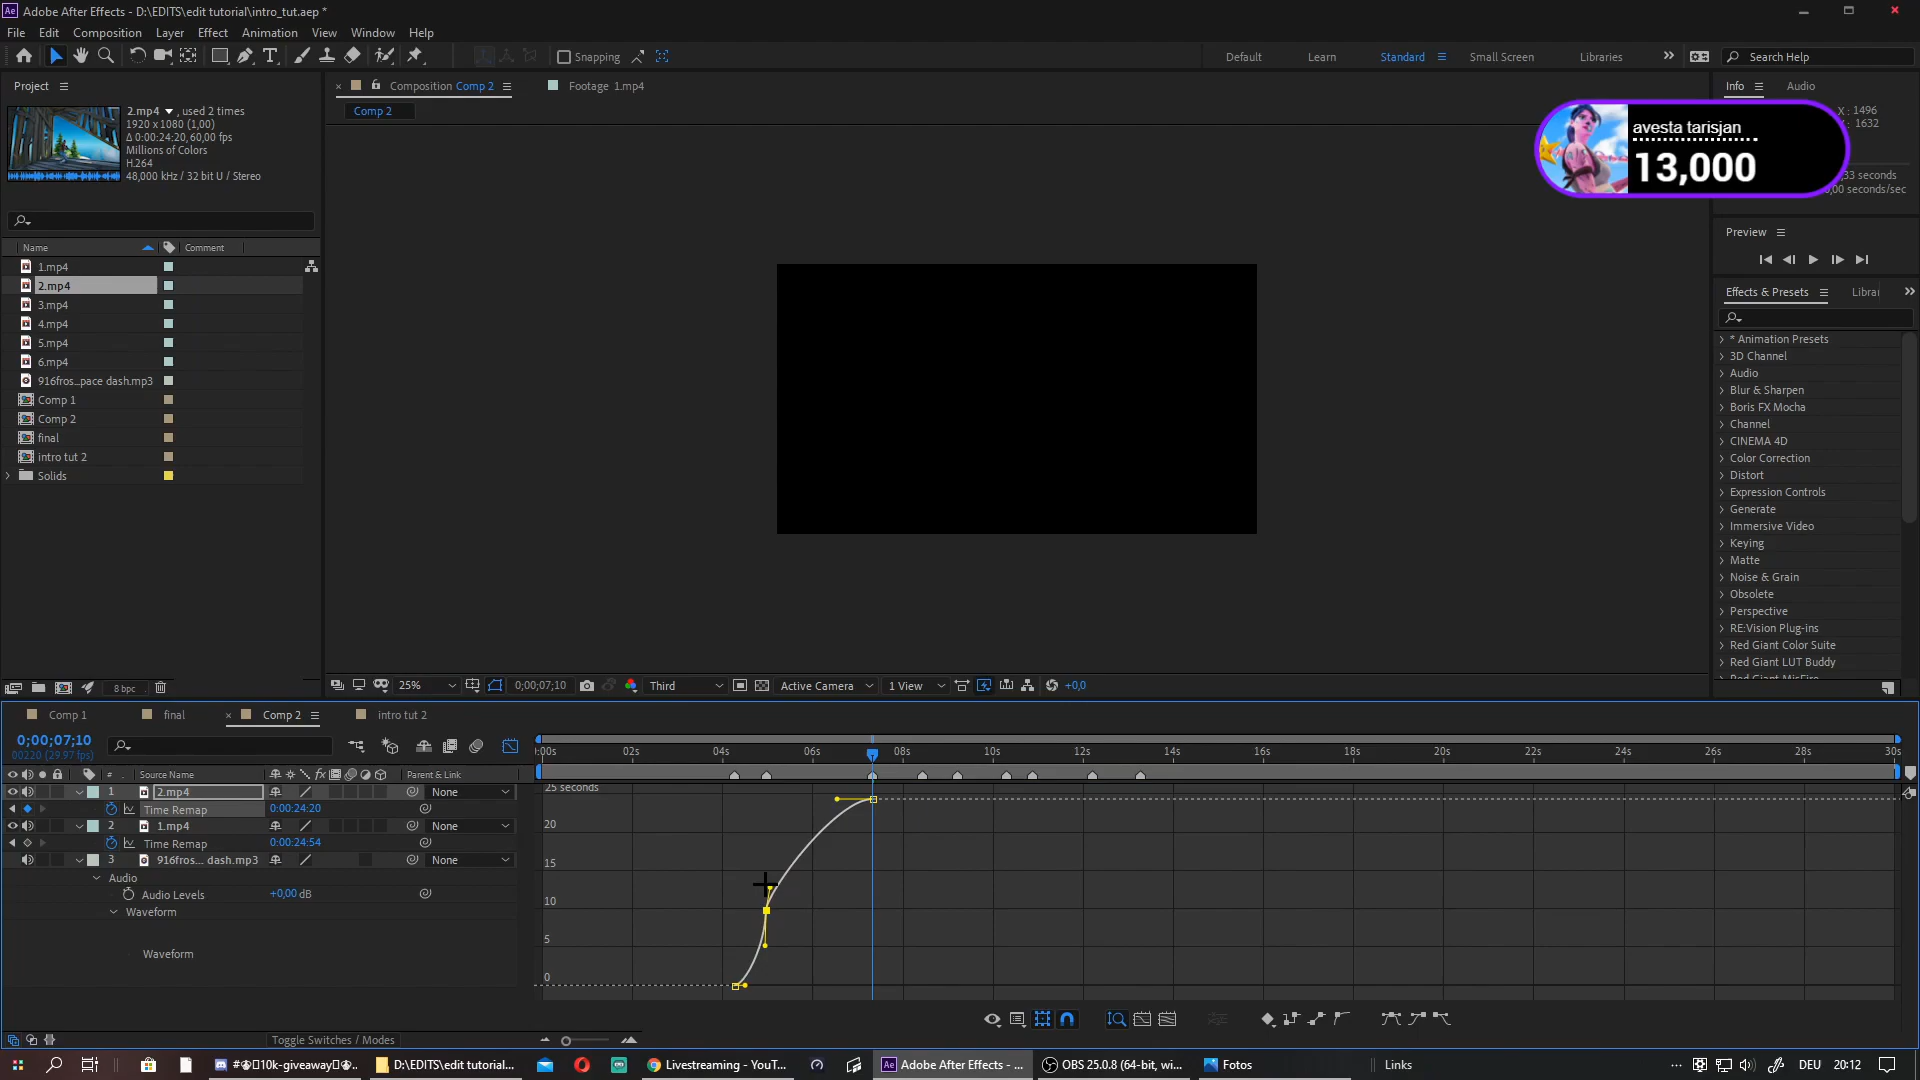 Adobe After Effects - D:\EDITS\edit tutorial\intro_tut.aep *
File Edit Composition Layer Effect Animation View Window Help
Snapping
Default Learn Standard Small Screen Libraries
Search Help
Project
Composition Comp 2
Footage 1.mp4
Comp 2
2.mp4 , used 2 times
1920 x 1080 (1,00)
Δ 0:00:24:20, 60,00 fps
Millions of Colors
H.264
48,000 kHz / 32 bit U / Stereo
Name Comment
1.mp4
2.mp4
3.mp4
4.mp4
5.mp4
6.mp4
916fros...pace dash.mp3
Comp 1
Comp 2
final
intro tut 2
Solids
8 bpc
25% 0;00;07;10 Third Active Camera 1 View +0,0
Info Audio
X : 1496
: 1632
avesta tarisjan
13,000
,33 seconds
0,00 seconds/sec
Preview
Effects & Presets Librar
* Animation Presets
3D Channel
Audio
Blur & Sharpen
Boris FX Mocha
Channel
CINEMA 4D
Color Correction
Distort
Expression Controls
Generate
Immersive Video
Keying
Matte
Noise & Grain
Obsolete
Perspective
RE:Vision Plug-ins
Red Giant Color Suite
Red Giant LUT Buddy
Red Giant MisFire
Comp 1 final Comp 2 intro tut 2
0;00;07;10
00220 (29.97 fps)
:00s 02s 04s 06s 08s 10s 12s 14s 16s 18s 20s 22s 24s 26s 28s 30s
# Source Name Parent & Link
1 2.mp4 None
Time Remap 0:00:24:20
2 1.mp4 None
Time Remap 0:00:24:54
3 916fros... dash.mp3 None
Audio
Audio Levels +0,00 dB
Waveform
Waveform
25 seconds
20
15
10
5
0
Toggle Switches / Modes
10k-giveaway
D:\EDITS\edit tutorial...
Livestreaming - YouT...
Adobe After Effects - ...
OBS 25.0.8 (64-bit, wi...
Fotos
Links
DEU 20:12